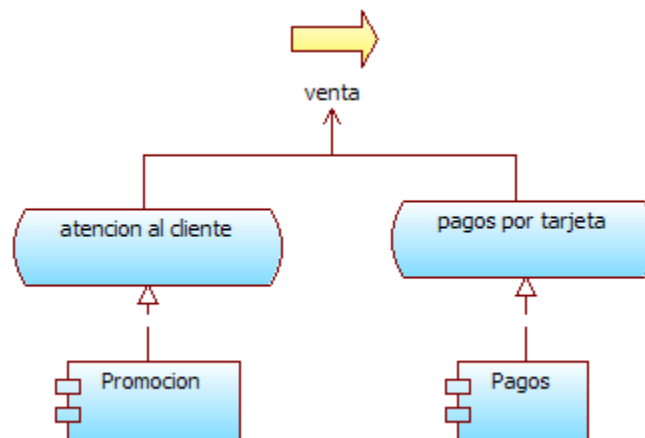 venta
atencion al cliente
pagos por tarjeta
Promocion
Pagos